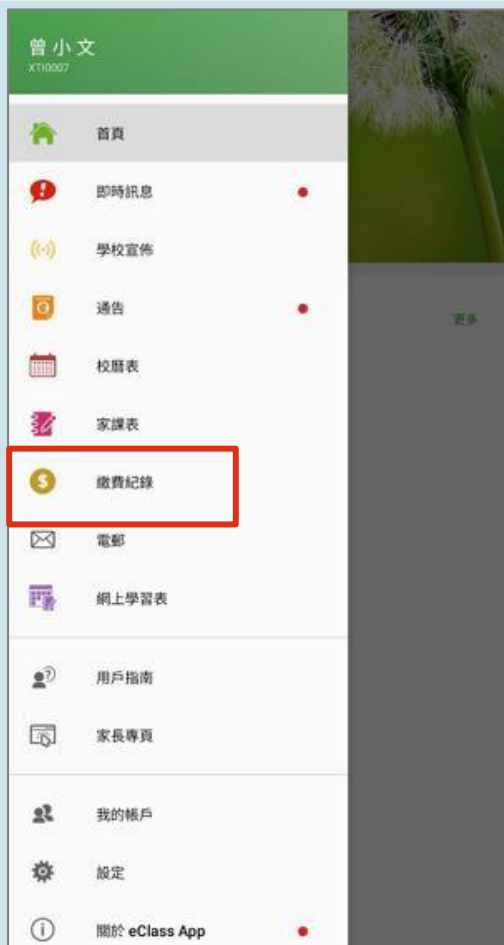 曾小文
XTI0007
首頁
即時訊息
學校宣佈
通告
更多
校曆表
家課表
繳費紀錄
電郵
網上學習表
用戶指南
家長專頁
我的帳戶
設定
關於 eClass App